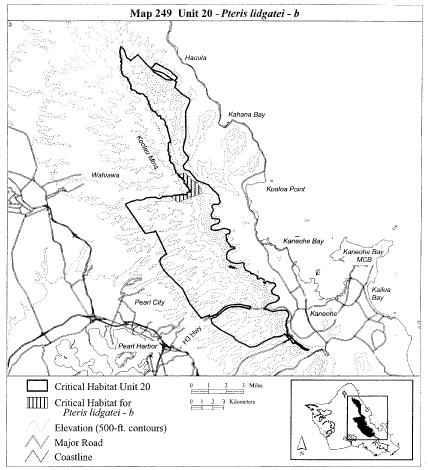 Map 249 Unit 20 - Pteris lidgatei - b
Hauula
Kahana Bay
Koolau Mtns
Wahiawa
Kualoa Point
Kaneohe Bay
Kaneohe Bay
MCB
Kailua
Bay
Pearl City
Kaneohe
H3 Hwy
Pearl Harbor
Critical Habitat Unit 20
Critical Habitat for
Pteris lidgatei - b
Elevation (500-ft. contours)
Major Road
Coastline
0 1 2 3 Miles
0 1 2 3 Kilometers
N